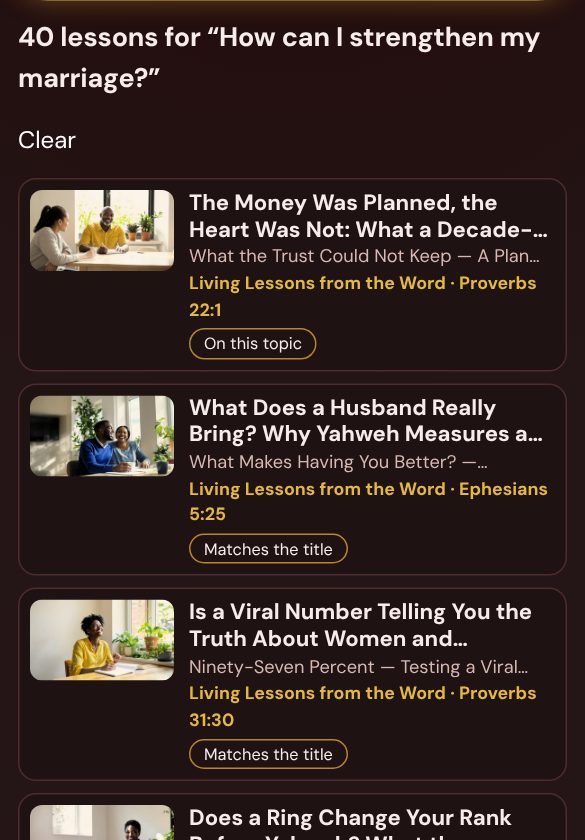 40 lessons for “How can I strengthen my
marriage?”
Clear
The Money Was Planned, the
Heart Was Not: What a Decade-...
What the Trust Could Not Keep — A Plan...
Living Lessons from the Word · Proverbs
22:1
On this topic
What Does a Husband Really
Bring? Why Yahweh Measures a...
What Makes Having You Better? —...
Living Lessons from the Word · Ephesians
5:25
Matches the title
Is a Viral Number Telling You the
Truth About Women and...
Ninety-Seven Percent — Testing a Viral...
Living Lessons from the Word · Proverbs
31:30
Matches the title
Does a Ring Change Your Rank